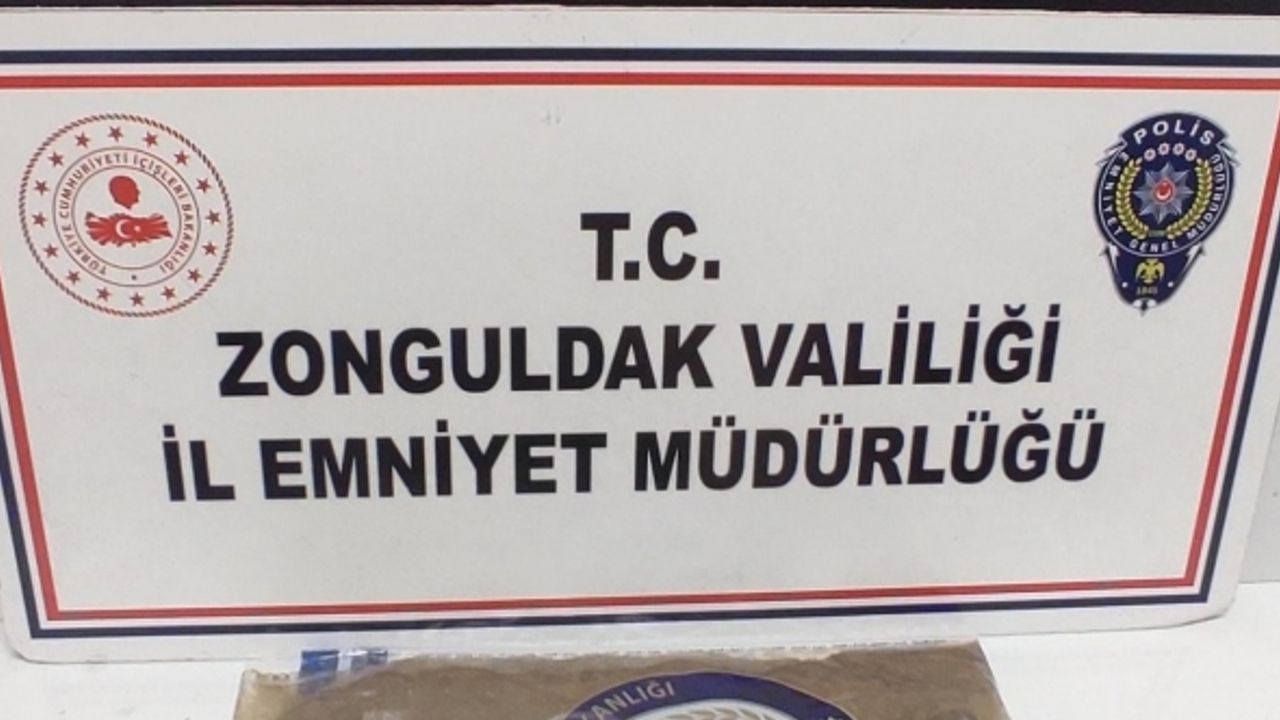 T.C.
ZONGULDAK VALİLİĞİ
İL EMNİYET MÜDÜRLÜĞÜ
TÜRKİYE CUMHURİYETİ İÇİŞLERİ BAKANLIĞI
POLİS
EMNİYET GENEL MÜDÜRLÜĞÜ
1845